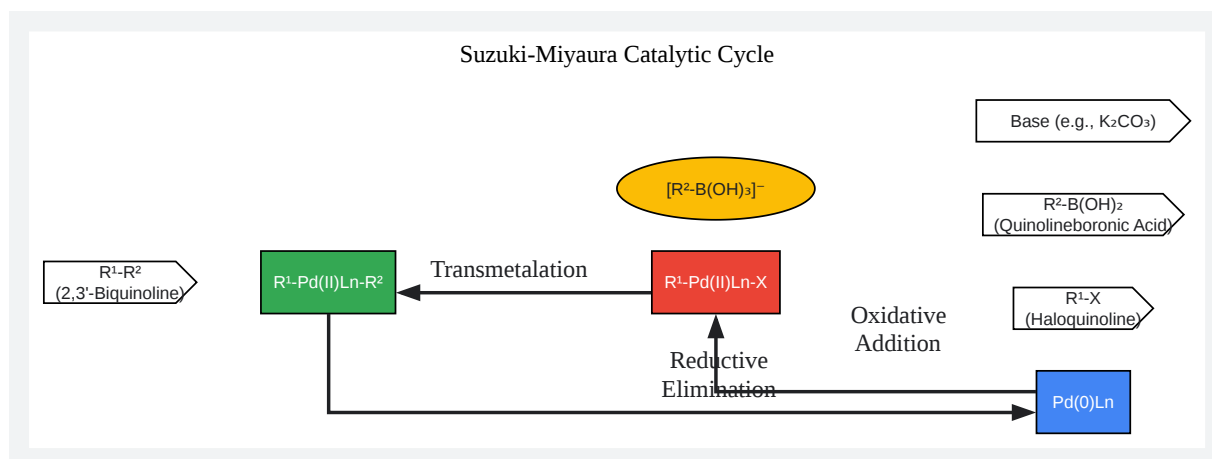 Suzuki-Miyaura Catalytic Cycle
Base (e.g., K₂CO₃)
[R²-B(OH)₃]⁻
R²-B(OH)₂
(Quinolineboronic Acid)
R¹-R²
(2,3'-Biquinoline)
R¹-Pd(II)Ln-R²
Transmetalation
R¹-Pd(II)Ln-X
R¹-X
(Haloquinoline)
Oxidative
Addition
Reductive
Elimination
Pd(0)Ln